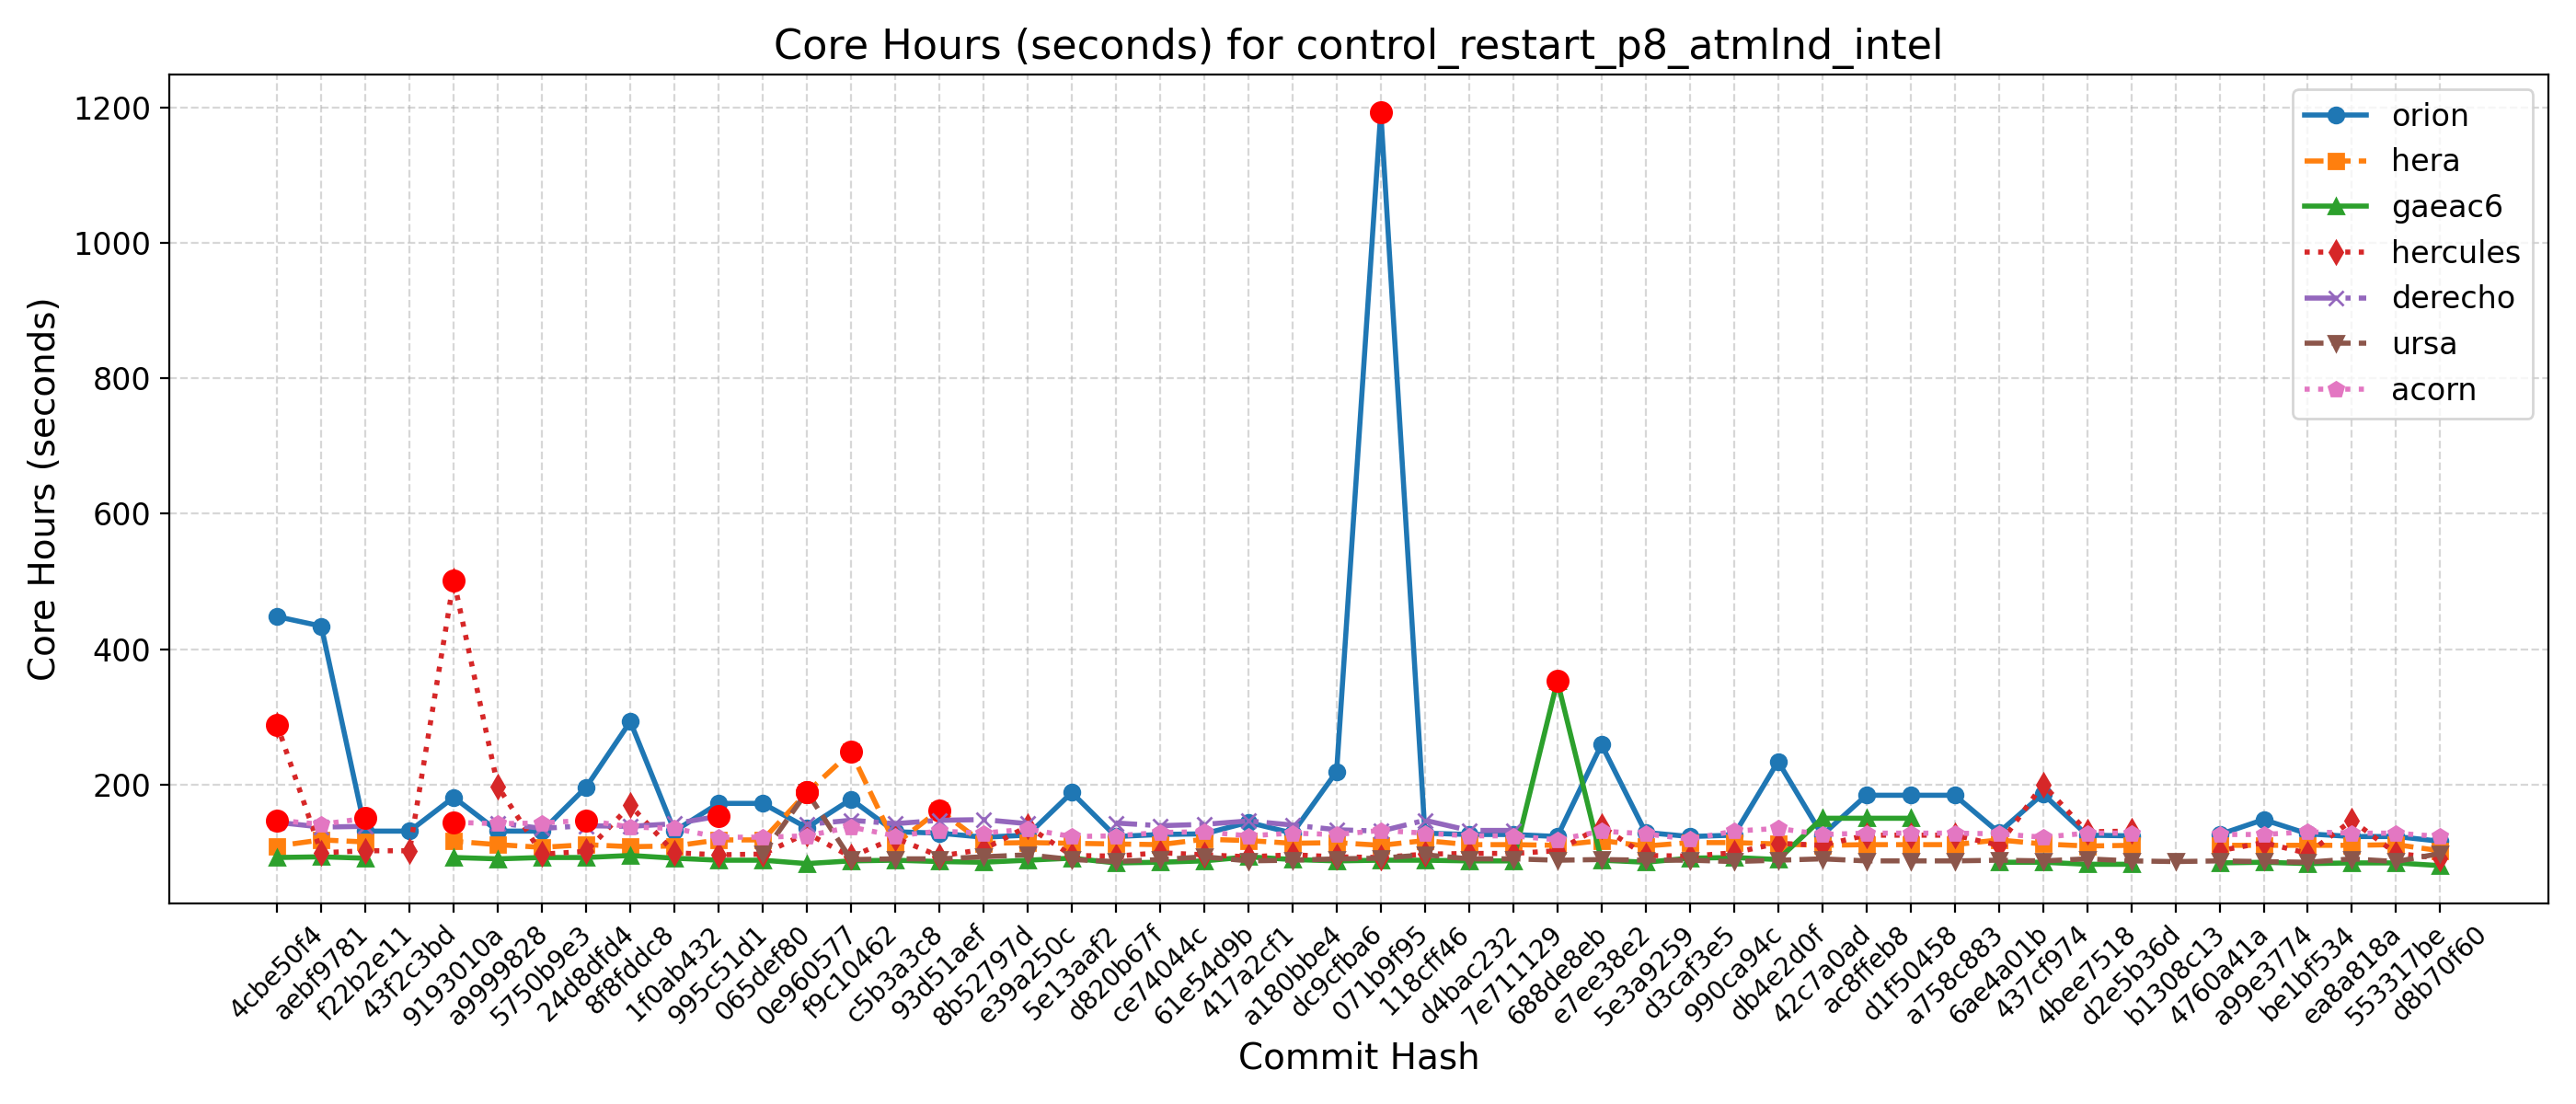 Core Hours (seconds) for control_restart_p8_atmlnd_intel
Core Hours (seconds)
1200
1000
800
600
400
200
orion
hera
gaeac6
hercules
derecho
ursa
acorn
4cbe50f4
aebf9781
f22b2e11
43f2c3bd
9193010a
a9999828
5750b9e3
24d8dfd4
8f8fddc8
1f0ab432
995c51d1
065def80
0e960577
f9c10462
c5b3a3c8
93d51aef
8b52797d
e39a250c
5e13aaf2
d820b67f
ce74044c
61e54d9b
417a2cf1
a180bbe4
dc9cfba6
071b9f95
118cff46
d4bac232
7e711129
688de8eb
e7ee38e2
5e3a9259
d3caf3e5
990ca94c
db4e2d0f
42c7a0ad
ac8ffeb8
d1f50458
a758c883
6ae4a01b
437cf974
4bee7518
d2e5b36d
b1308c13
4760a41a
a99e3774
be1bf534
ea8a818a
553317be
d8b70f60
Commit Hash